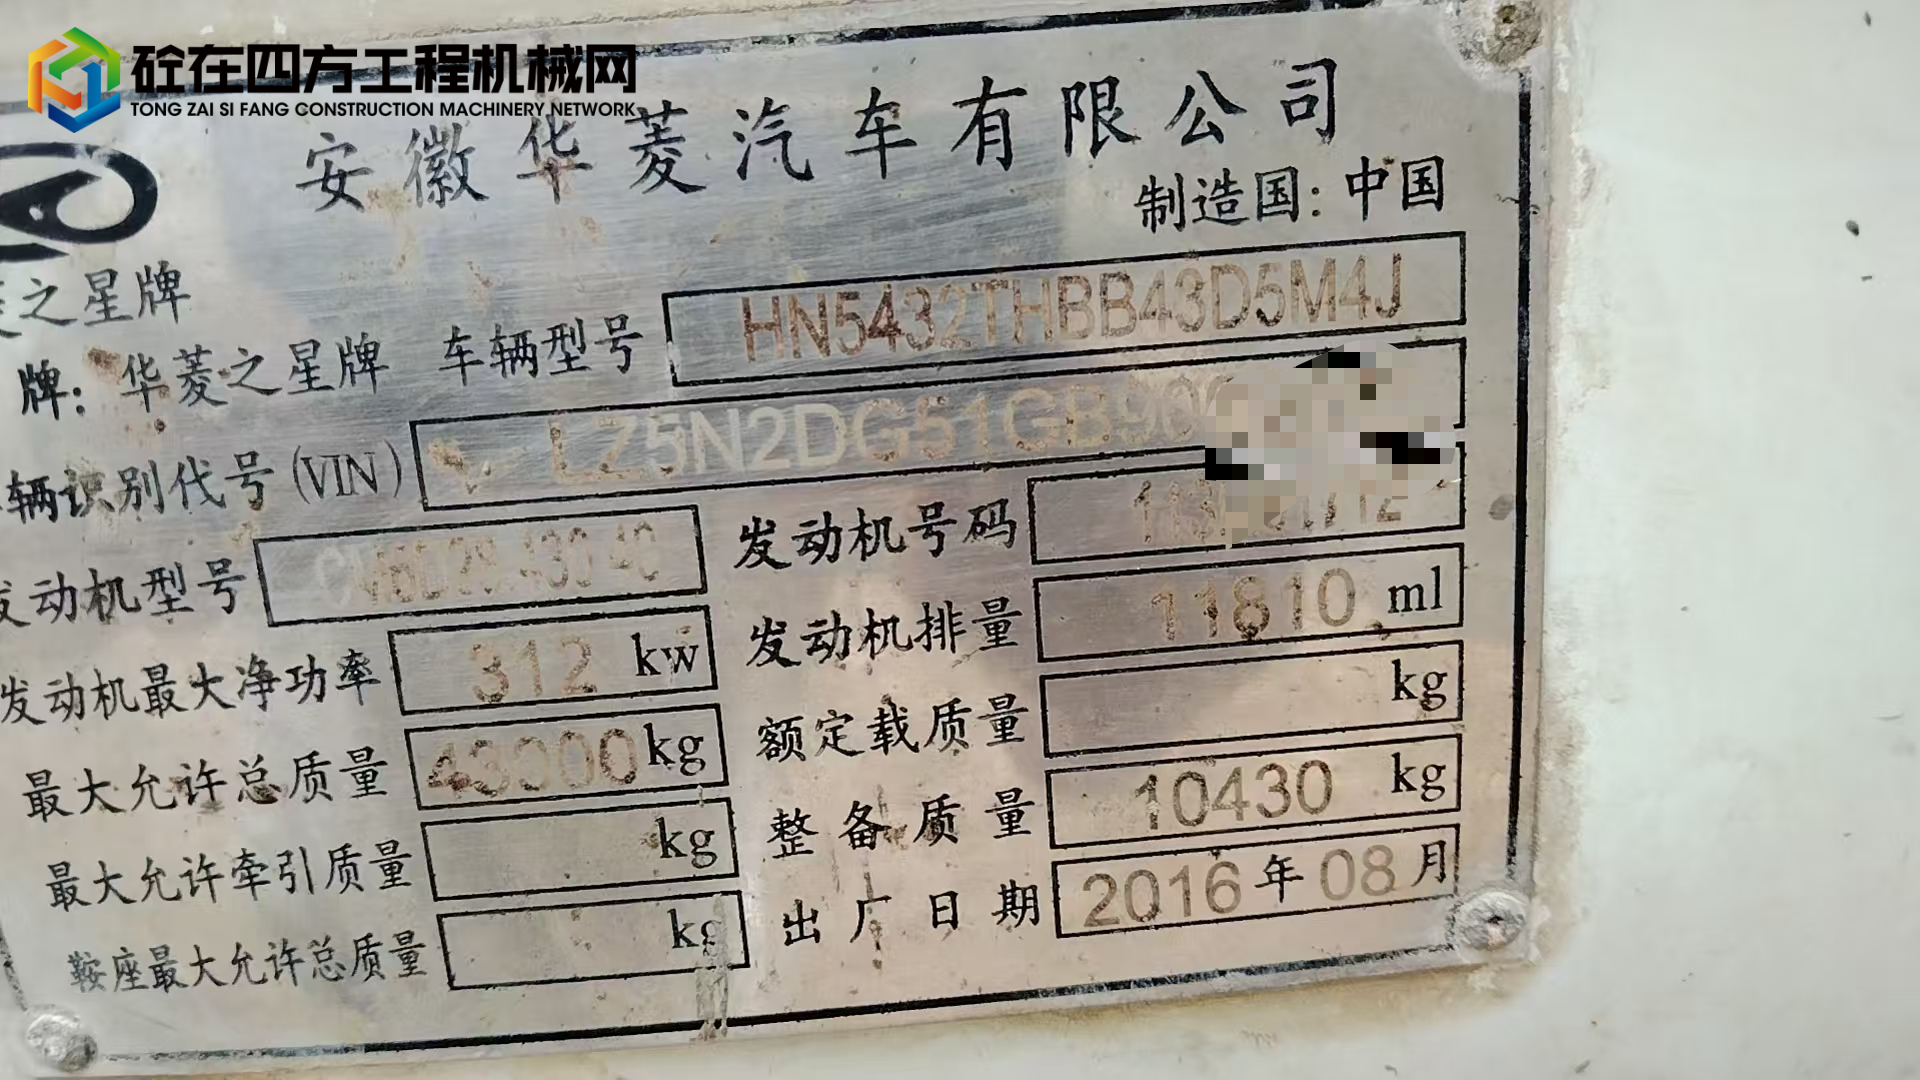 砼在四方工程机械网
TONG ZAI SI FANG CONSTRUCTION MACHINERY NETWORK
安徽华菱汽车有限公司
制造国：中国
之星牌
牌：华菱之星牌 车辆型号 HN5432THBB43D5M4J
辆识别代号(VIN) LZ5N2DG51GB900
发动机型号 发动机号码
发动机最大净功率 312 kw 发动机排量 11810 ml
最大允许总质量 43000 kg 额定载质量 kg
最大允许牵引质量 kg 整备质量 10430 kg
鞍座最大允许总质量 kg 出厂日期 2016年08月